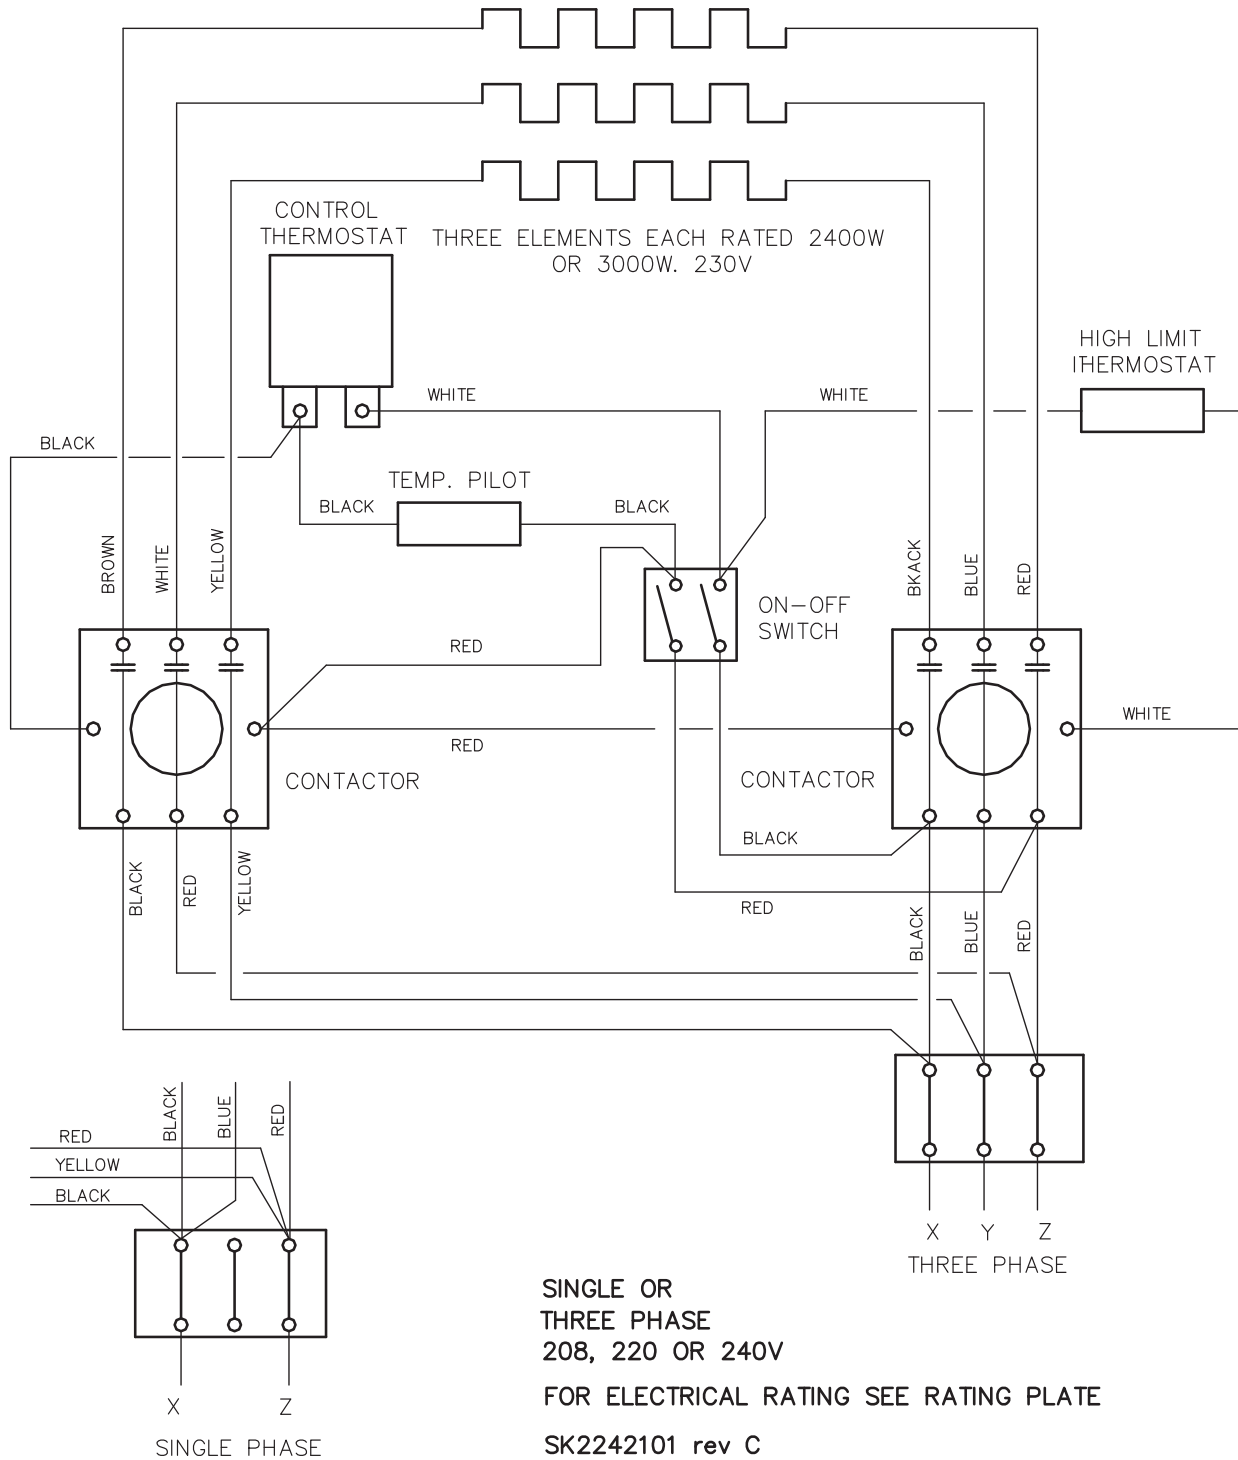 CONTROL
THERMOSTAT
THREE ELEMENTS EACH RATED 2400W
OR 3000W. 230V
HIGH LIMIT
THERMOSTAT
WHITE
WHITE
BLACK
TEMP. PILOT
BLACK
BLACK
BROWN
WHITE
YELLOW
BKACK
BLUE
RED
ON-OFF
SWITCH
RED
RED
WHITE
CONTACTOR
CONTACTOR
BLACK
RED
BLACK
RED
YELLOW
BLACK
BLUE
RED
BLACK
BLUE
RED
RED
YELLOW
BLACK
X Y Z
THREE PHASE
X Z
SINGLE PHASE
SINGLE OR
THREE PHASE
208, 220 OR 240V
FOR ELECTRICAL RATING SEE RATING PLATE
SK2242101 rev C